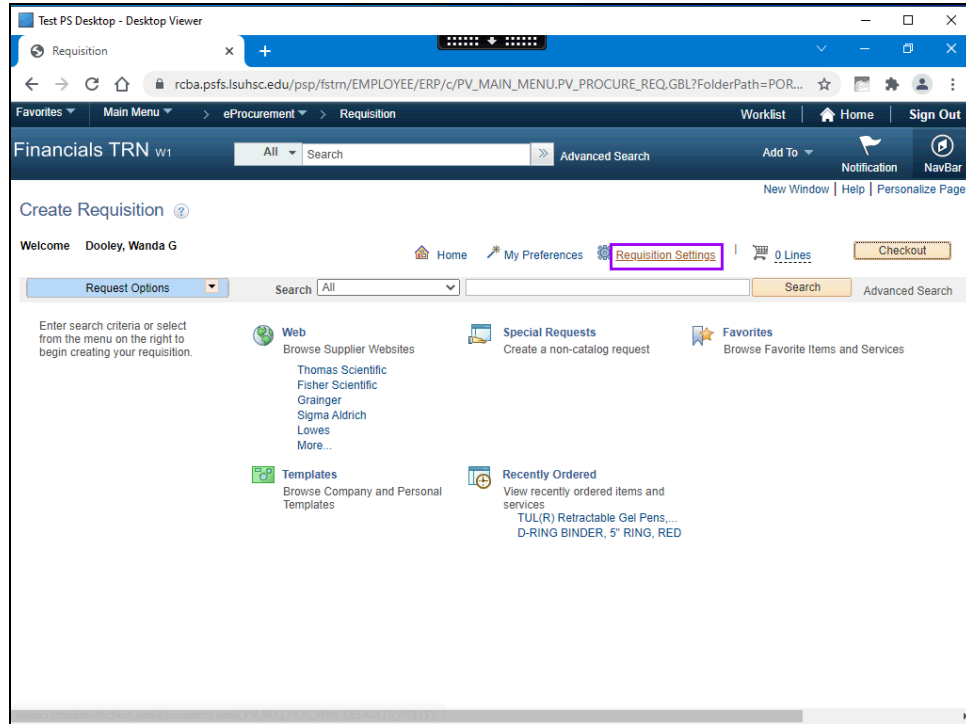 Test PS Desktop - Desktop Viewer
Requisition
rcba.psfs.lsuhsc.edu/psp/fstrn/EMPLOYEE/ERP/c/PV_MAIN_MENU.PV_PROCURE_REQ.GBL?FolderPath=POR...
Favorites Main Menu > eProcurement > Requisition Worklist Home Sign Out
Financials TRN W1 All Search Advanced Search Add To Notification NavBar
New Window | Help | Personalize Page
Create Requisition
Welcome Dooley, Wanda G
Home My Preferences Requisition Settings | 0 Lines Checkout
Request Options Search All Search Advanced Search
Enter search criteria or select
from the menu on the right to
begin creating your requisition.
Web
Browse Supplier Websites
Thomas Scientific
Fisher Scientific
Grainger
Sigma Aldrich
Lowes
More...
Special Requests
Create a non-catalog request
Favorites
Browse Favorite Items and Services
Templates
Browse Company and Personal
Templates
Recently Ordered
View recently ordered items and
services
TUL(R) Retractable Gel Pens,...
D-RING BINDER, 5" RING, RED